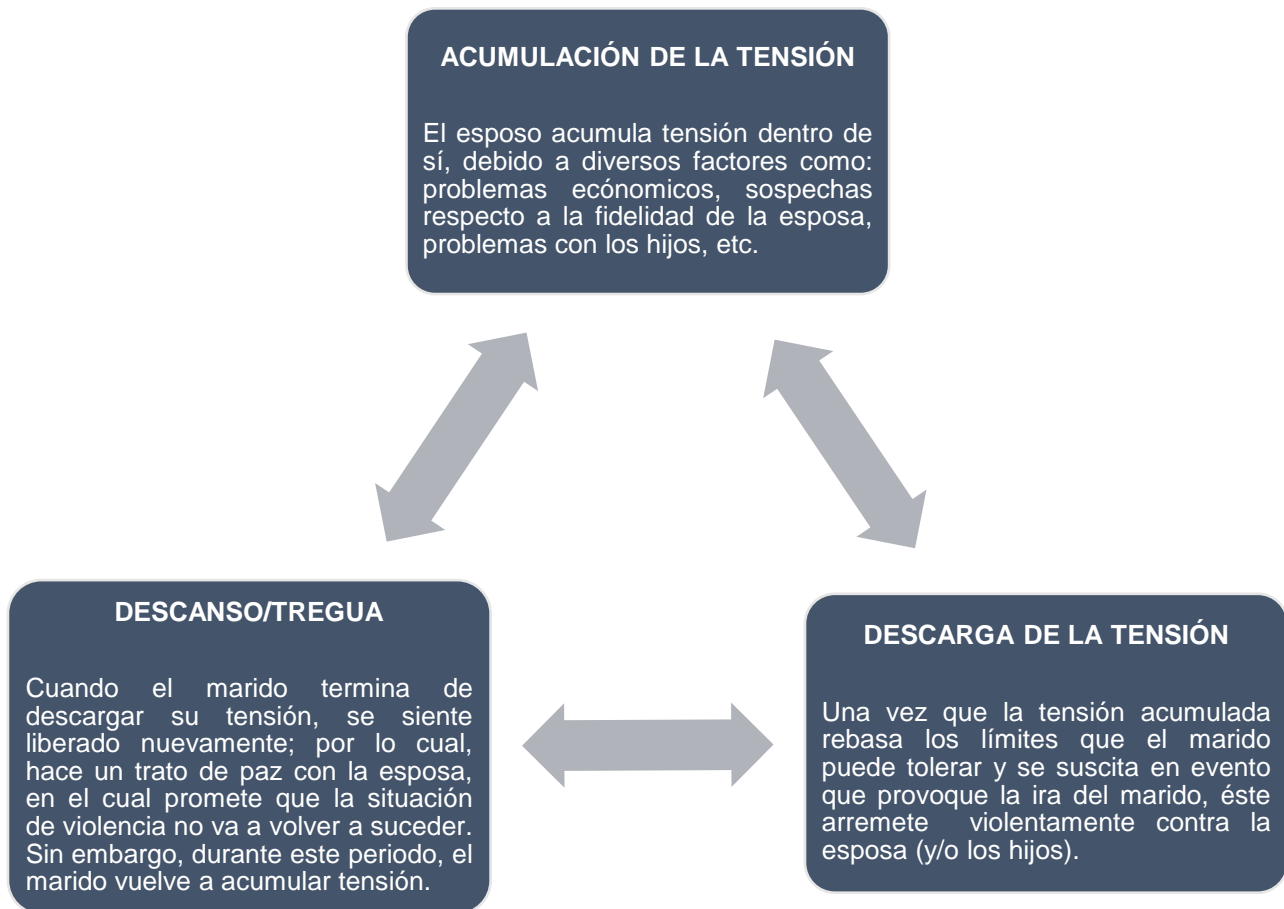 ACUMULACIÓN DE LA TENSIÓN
El esposo acumula tensión dentro de
sí, debido a diversos factores como:
problemas ecónomicos, sospechas
respecto a la fidelidad de la esposa,
problemas con los hijos, etc.
DESCANSO/TREGUA
Cuando el marido termina de
descargar su tensión, se siente
liberado nuevamente; por lo cual,
hace un trato de paz con la esposa,
en el cual promete que la situación
de violencia no va a volver a suceder.
Sin embargo, durante este periodo, el
marido vuelve a acumular tensión.
DESCARGA DE LA TENSIÓN
Una vez que la tensión acumulada
rebasa los límites que el marido
puede tolerar y se suscita en evento
que provoque la ira del marido, éste
arremete violentamente contra la
esposa (y/o los hijos).